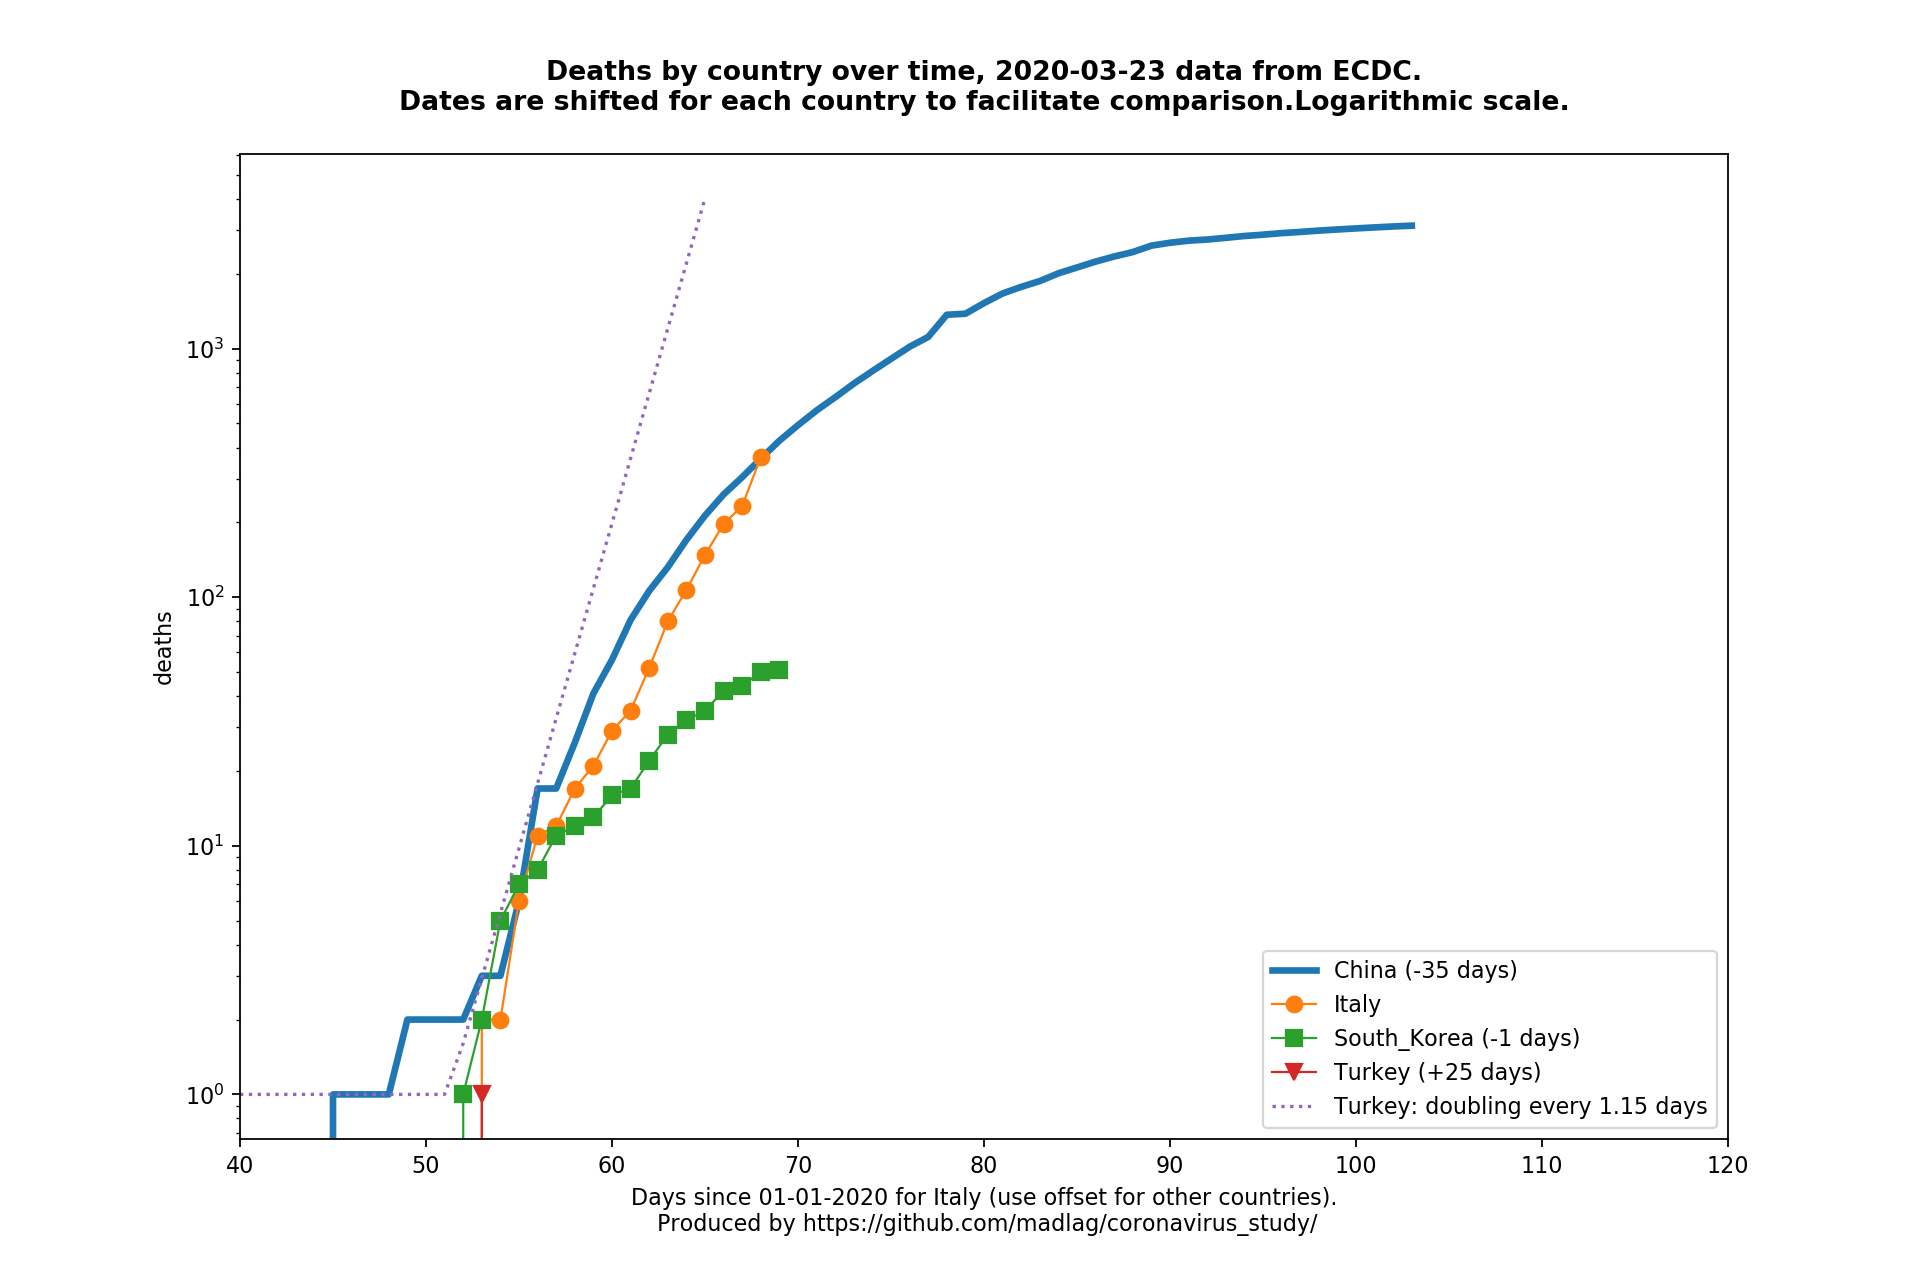 Deaths by country over time, 2020-03-23 data from ECDC.
Dates are shifted for each country to facilitate comparison.Logarithmic scale.
deaths
10³
10²
10¹
10⁰
40 50 60 70 80 90 100 110 120
China (-35 days)
Italy
South_Korea (-1 days)
Turkey (+25 days)
Turkey: doubling every 1.15 days
Days since 01-01-2020 for Italy (use offset for other countries).
Produced by https://github.com/madlag/coronavirus_study/